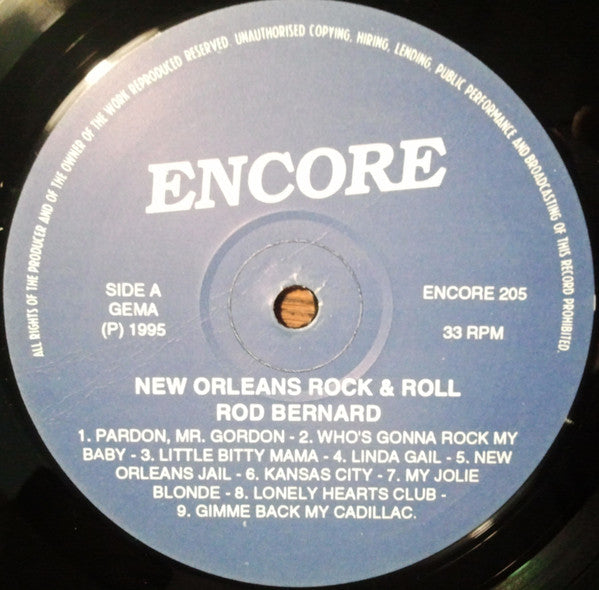 ALL RIGHTS OF THE PRODUCER AND OF THE OWNER OF THE WORK REPRODUCED RESERVED. UNAUTHORISED COPYING, HIRING, LENDING, PUBLIC PERFORMANCE AND BROADCASTING OF THIS RECORD PROHIBITED.
ENCORE
SIDE A
GEMA
(P) 1995
ENCORE 205
33 RPM
NEW ORLEANS ROCK & ROLL
ROD BERNARD
1. PARDON, MR. GORDON - 2. WHO'S GONNA ROCK MY
BABY - 3. LITTLE BITTY MAMA - 4. LINDA GAIL - 5. NEW
ORLEANS JAIL - 6. KANSAS CITY - 7. MY JOLIE
BLONDE - 8. LONELY HEARTS CLUB -
9. GIMME BACK MY CADILLAC.